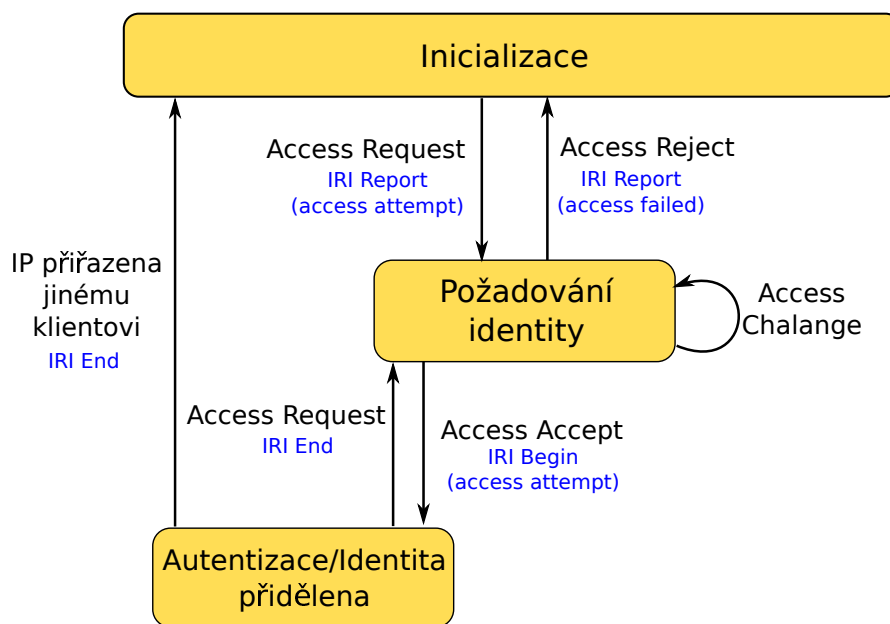 Inicializace
Access Request
IRI Report
(access attempt)
Access Reject
IRI Report
(access failed)
IP přiřazena
jinému
klientovi
IRI End
Požadování
identity
Access
Chalange
Access Request
IRI End
Access Accept
IRI Begin
(access attempt)
Autentizace/Identita
přidělena